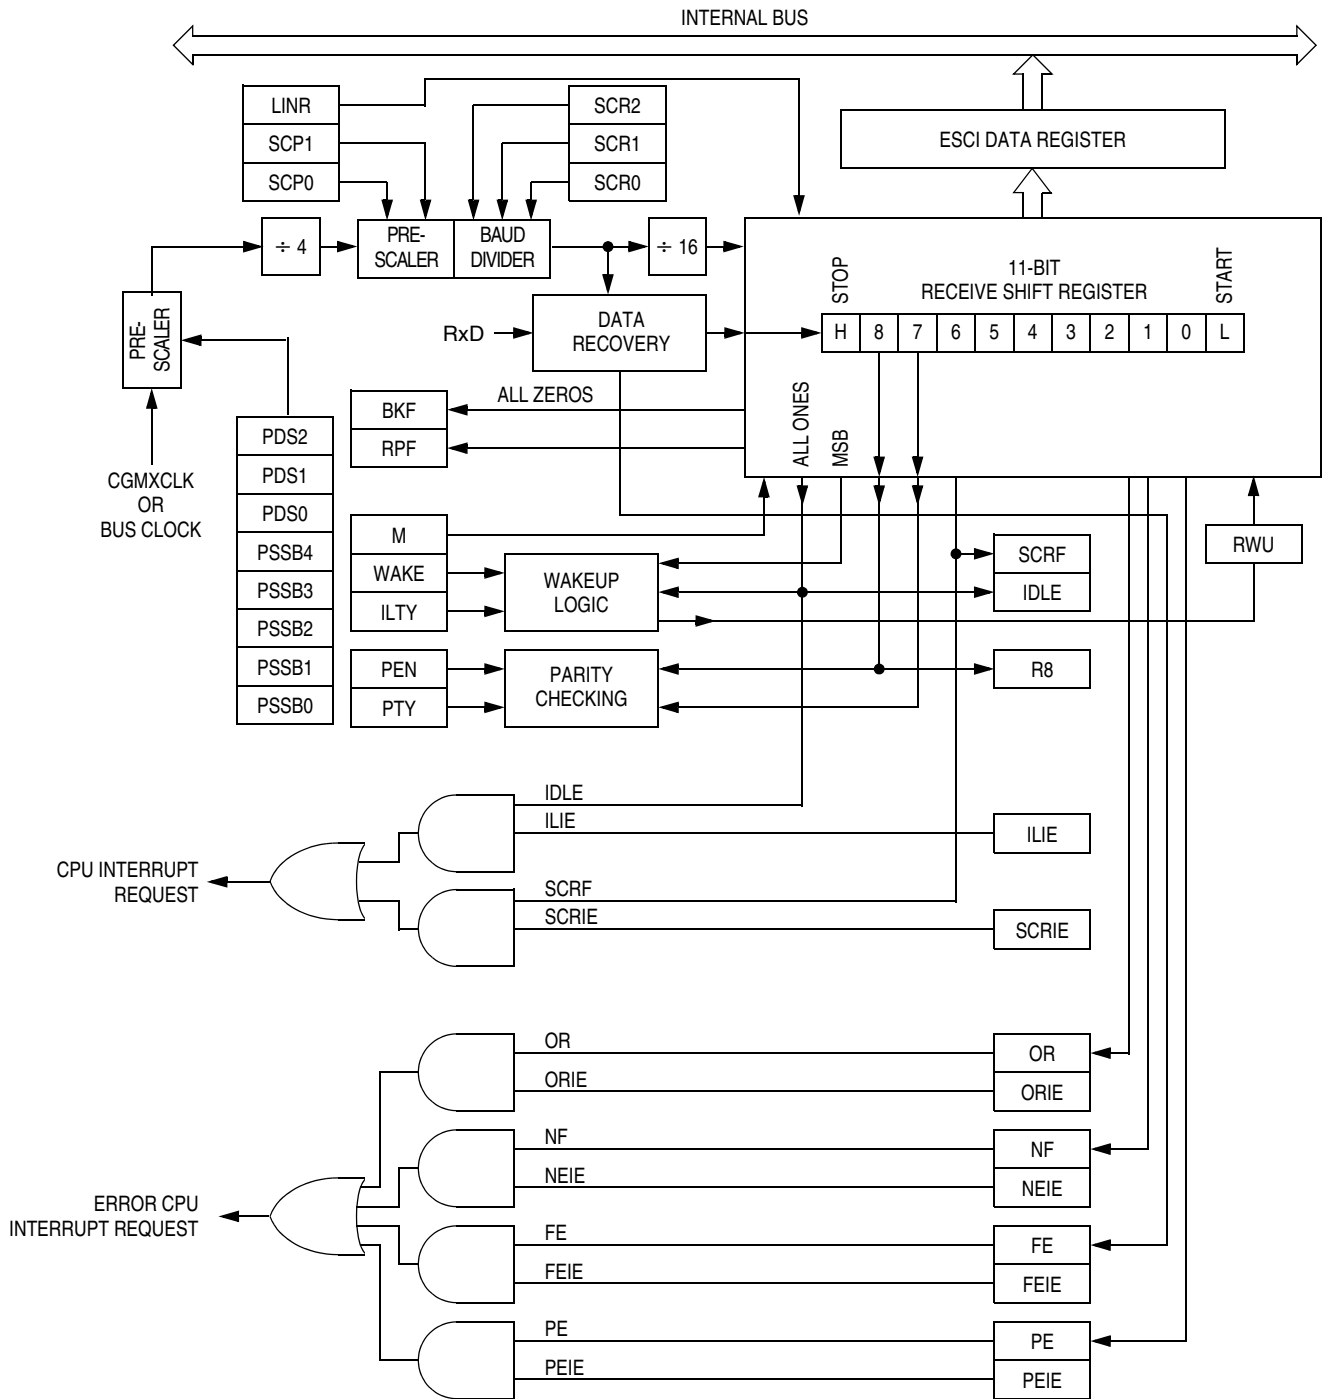 INTERNAL BUS
LINR
SCP1
SCP0
SCR2
SCR1
SCR0
ESCI DATA REGISTER
÷ 4
PRE-
SCALER
BAUD
DIVIDER
÷ 16
PRE-
SCALER
RxD
DATA
RECOVERY
STOP
11-BIT
RECEIVE SHIFT REGISTER
START
H 8 7 6 5 4 3 2 1 0 L
ALL ONES
MSB
BKF
ALL ZEROS
RPF
CGMXCLK
OR
BUS CLOCK
PDS2
PDS1
PDS0
PSSB4
PSSB3
PSSB2
PSSB1
PSSB0
M
WAKE
ILTY
WAKEUP
LOGIC
SCRF
IDLE
RWU
PEN
PTY
PARITY
CHECKING
R8
IDLE
ILIE
ILIE
CPU INTERRUPT
REQUEST
SCRF
SCRIE
SCRIE
OR
ORIE
OR
ORIE
NF
NEIE
NF
NEIE
ERROR CPU
INTERRUPT REQUEST
FE
FEIE
FE
FEIE
PE
PEIE
PE
PEIE